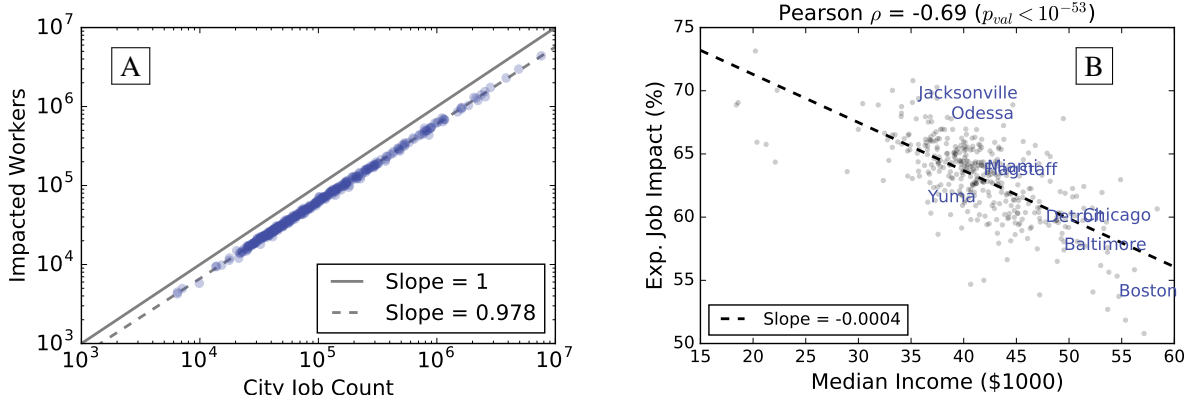 A
Impacted Workers
10^7
10^6
10^5
10^4
10^3
Slope = 1
Slope = 0.978
10^3 10^4 10^5 10^6 10^7
City Job Count
Pearson ρ = -0.69 (p_val < 10^-53)
B
Exp. Job Impact (%)
75
70
65
60
55
50
Jacksonville
Odessa
Miami
Flagstaff
Yuma
Detroit
Chicago
Baltimore
Boston
Slope = -0.0004
15 20 25 30 35 40 45 50 55 60
Median Income ($1000)